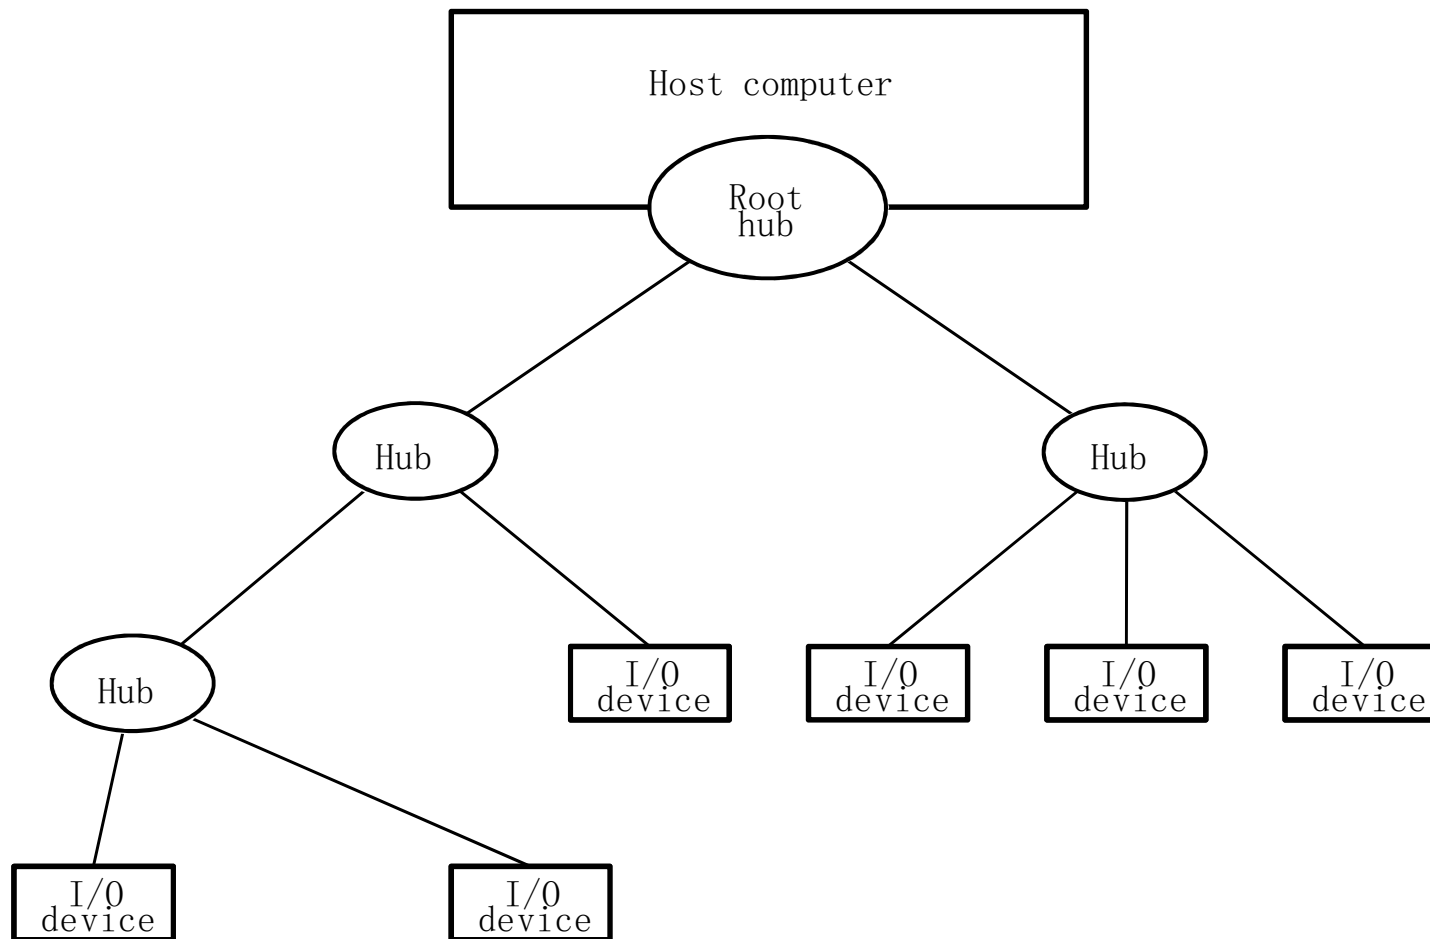 Host computer
Root
hub
Hub
Hub
Hub
I/O
device
I/O
device
I/O
device
I/O
device
I/O
device
I/O
device